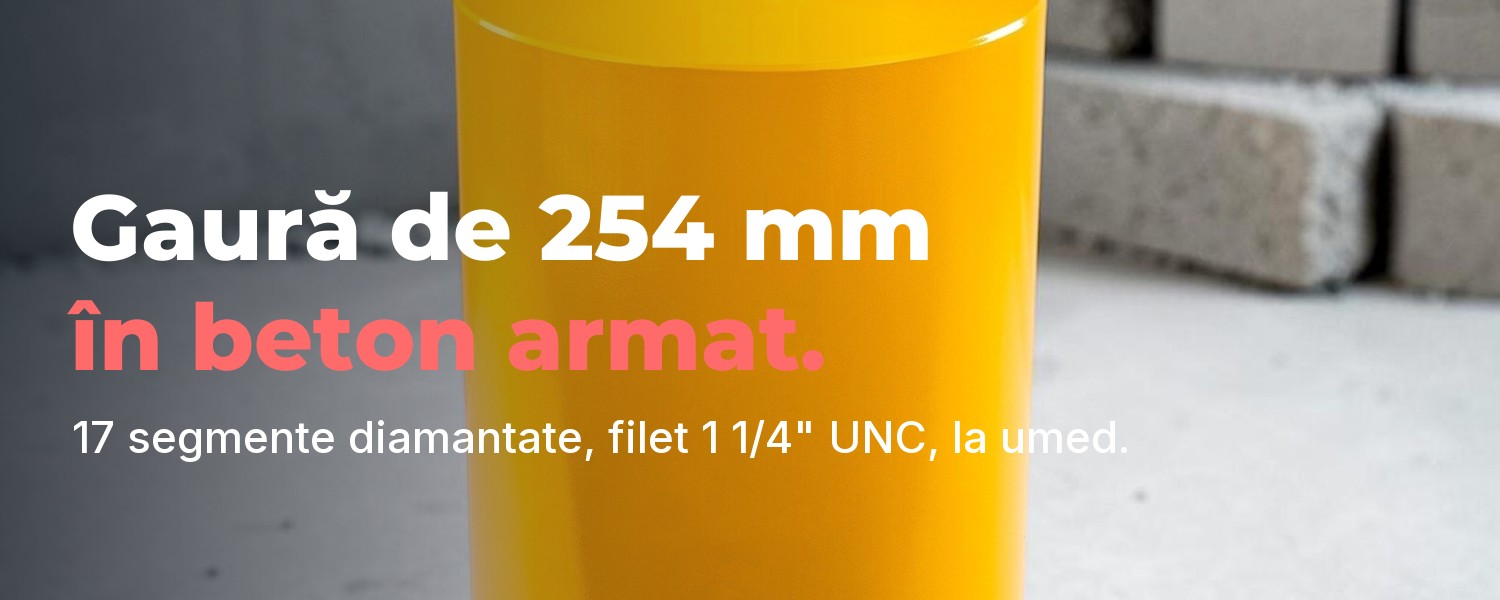 Gaură de 254 mm
în beton armat.
17 segmente diamantate, filet 1 1/4" UNC, la umed.